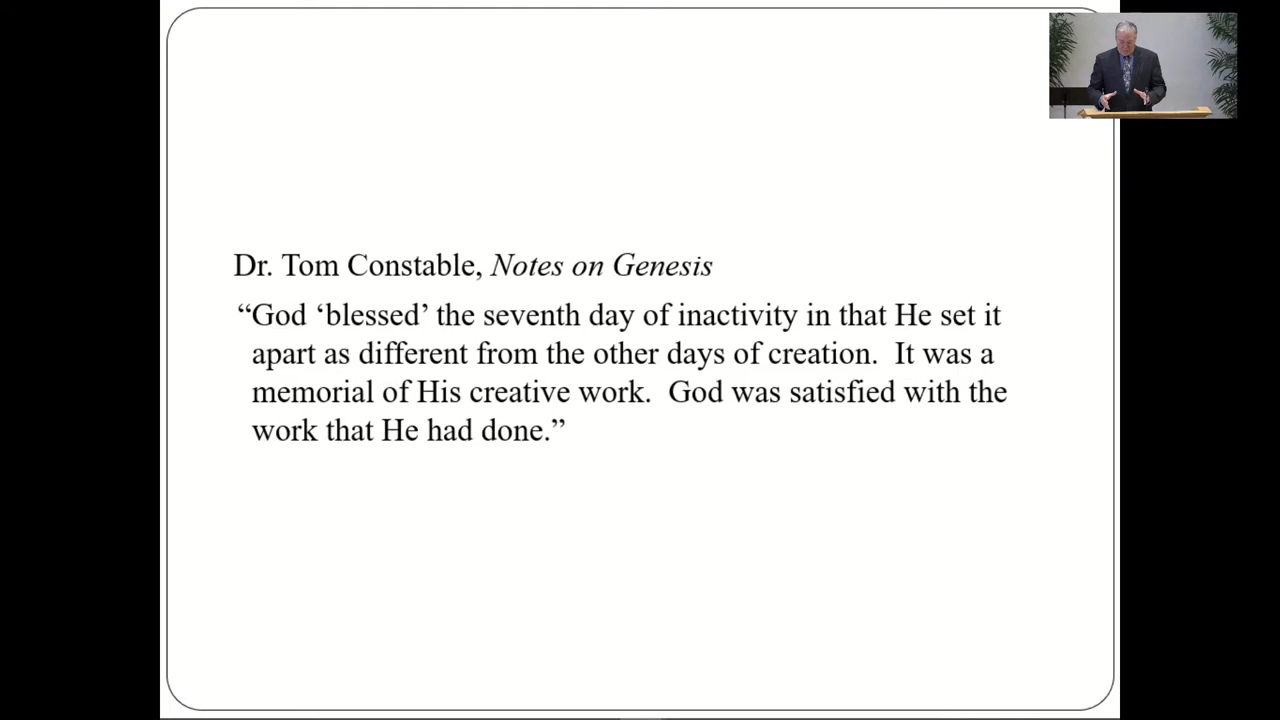 Dr. Tom Constable, Notes on Genesis
“God ‘blessed’ the seventh day of inactivity in that He set it
apart as different from the other days of creation.  It was a
memorial of His creative work.  God was satisfied with the
work that He had done.”